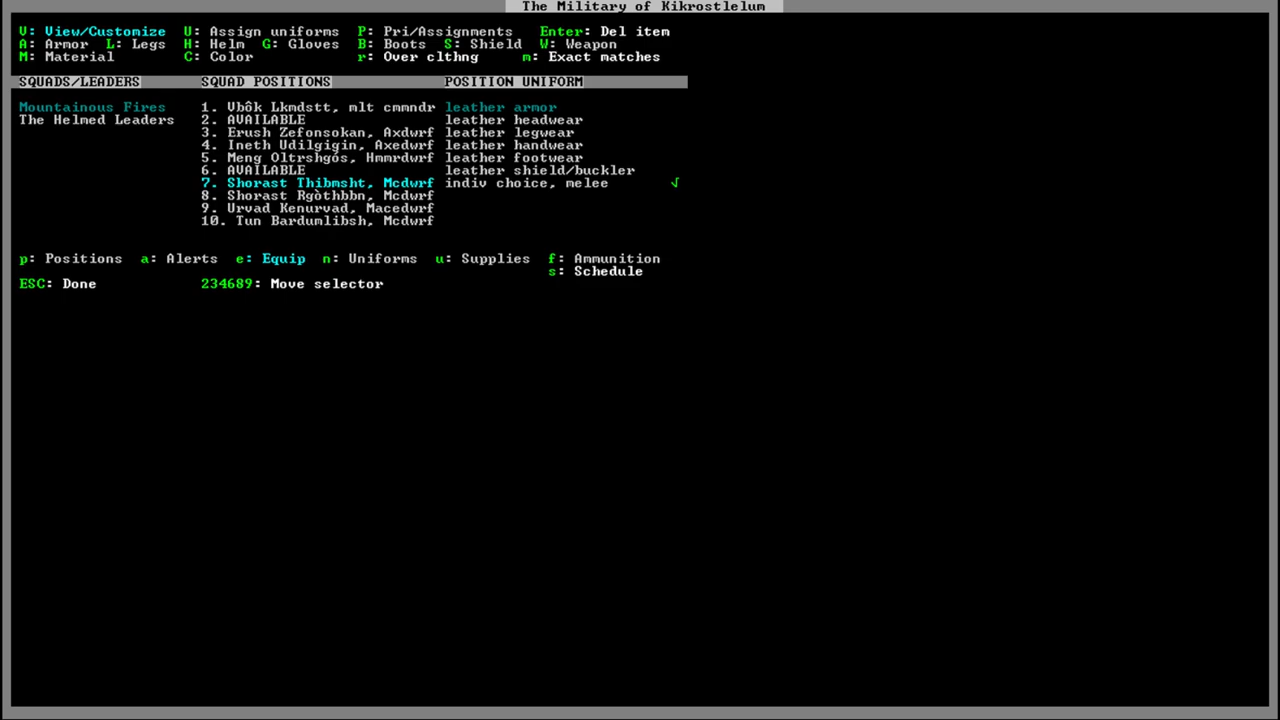 The Military of Kikrostlelum
V: View/Customize U: Assign uniforms P: Pri/Assignments Enter: Del item
A: Armor L: Legs H: Helm G: Gloves B: Boots S: Shield W: Weapon
M: Material C: Color r: Over clthng m: Exact matches
SQUADS/LEADERS SQUAD POSITIONS POSITION UNIFORM
Mountainous Fires 1. Vbôk Lkmdstt, mlt cmmndr leather armor
The Helmed Leaders 2. AVAILABLE leather headwear
3. Erush Zefonsokan, Axdwrf leather legwear
4. Ineth Udilgigin, Axedwrf leather handwear
5. Meng Oltrshgós, Hmmrdwrf leather footwear
6. AVAILABLE leather shield/buckler
7. Shorast Thibmsht, Mcdwrf indiv choice, melee √
8. Shorast Rgòthbbn, Mcdwrf
9. Urvad Kenurvad, Macedwrf
10. Tun Bardumlibsh, Mcdwrf
p: Positions a: Alerts e: Equip n: Uniforms u: Supplies f: Ammunition
s: Schedule
ESC: Done 234689: Move selector